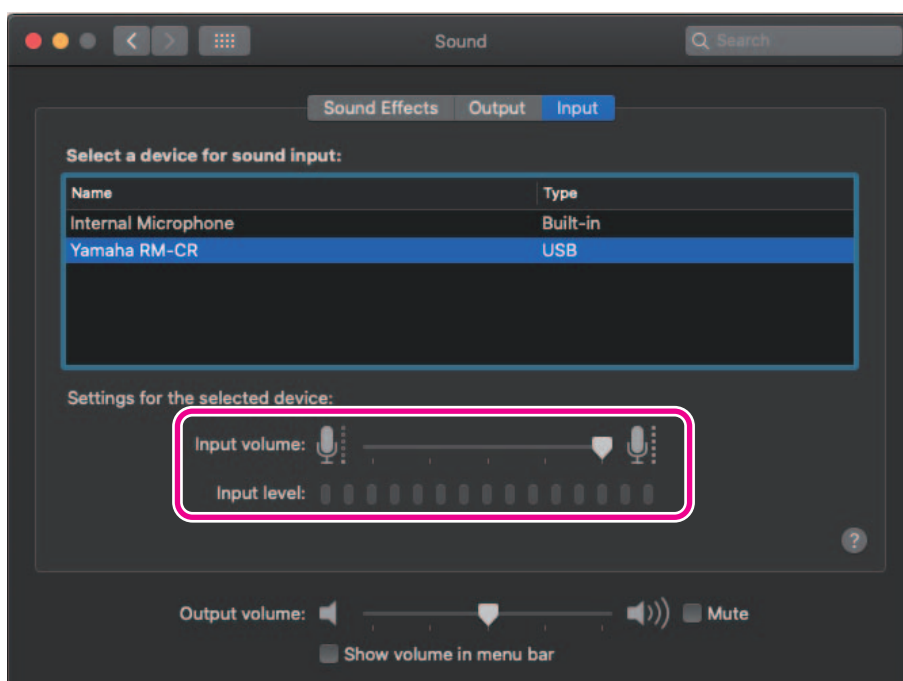 Sound
Search
Sound Effects Output Input
Select a device for sound input:
Name Type
Internal Microphone Built-in
Yamaha RM-CR USB
Settings for the selected device:
Input volume:
Input level:
?
Output volume: Mute
Show volume in menu bar